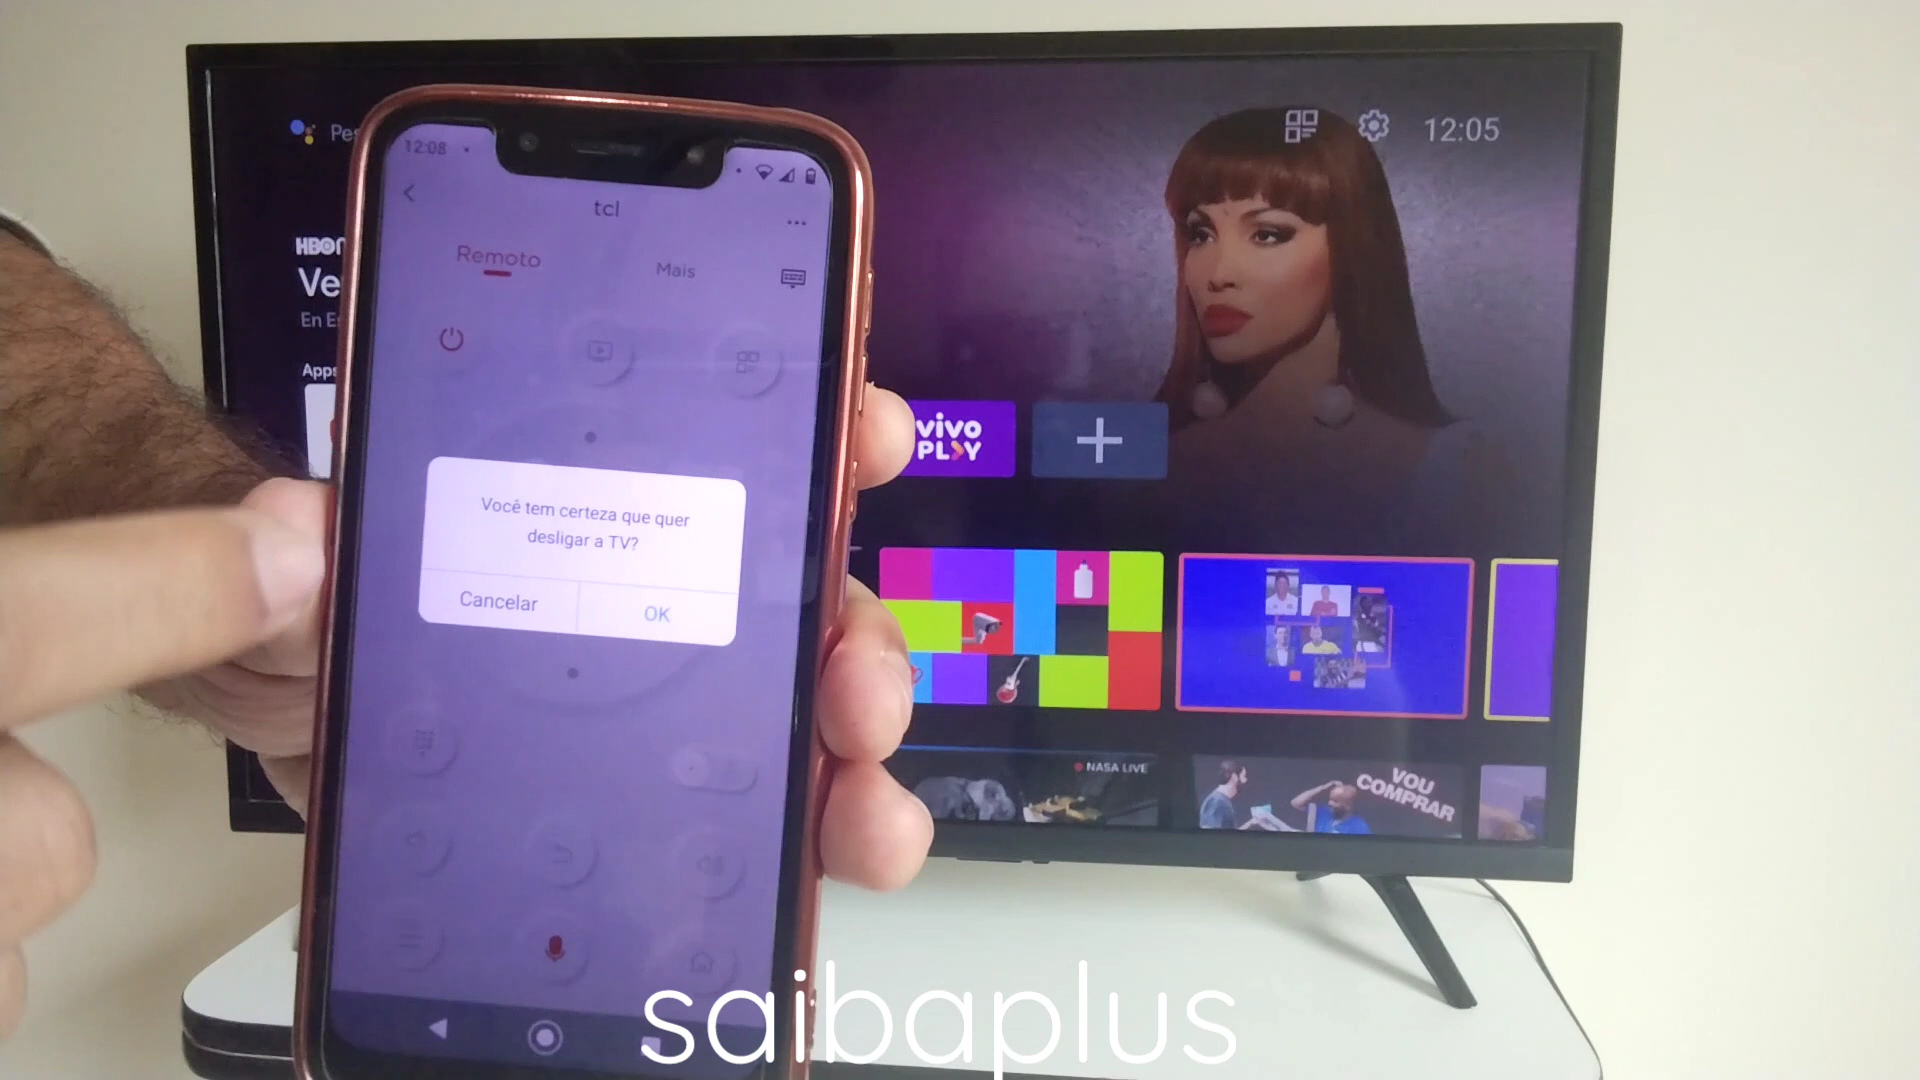 12:08
tcl
Remoto
Mais
Você tem certeza que quer
desligar a TV?
Cancelar
OK
12:05
Apps
vivo
PLAY
NASA LIVE
VOU
COMPRAR
saibaplus